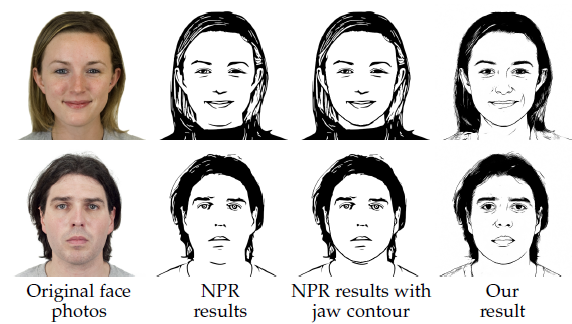 Original face
photos
NPR
results
NPR results with
jaw contour
Our
result